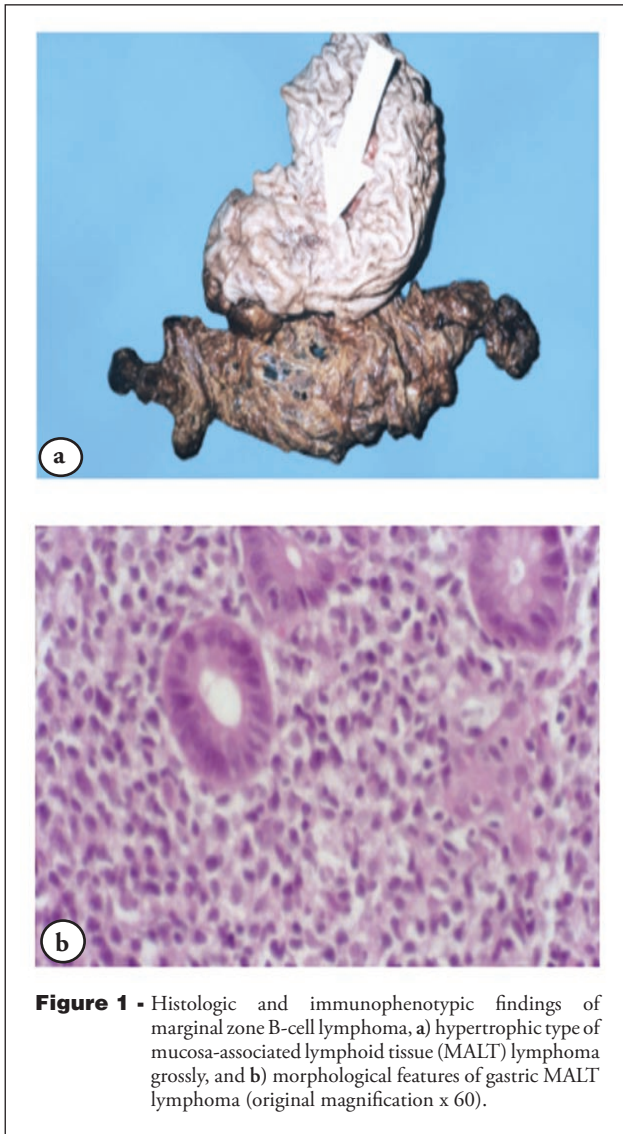 a
b
Figure 1 - Histologic and immunophenotypic findings of
marginal zone B-cell lymphoma, a) hypertrophic type of
mucosa-associated lymphoid tissue (MALT) lymphoma
grossly, and b) morphological features of gastric MALT
lymphoma (original magnification x 60).